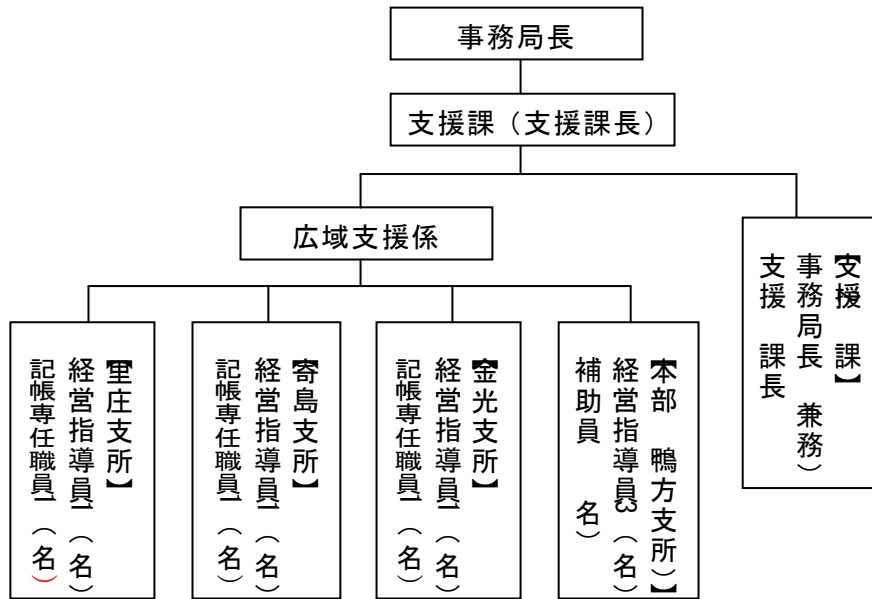 事務局長
支援課（支援課長）
広域支援係
【支援課】
事務局長（兼務）
支援課長
【本部（鴨方支所）】
経営指導員（3名）
補助員（名）
【金光支所】
経営指導員（1名）
記帳専任職員（1名）
【寄島支所】
経営指導員（1名）
記帳専任職員（1名）
【里庄支所】
経営指導員（1名）
記帳専任職員（1名）